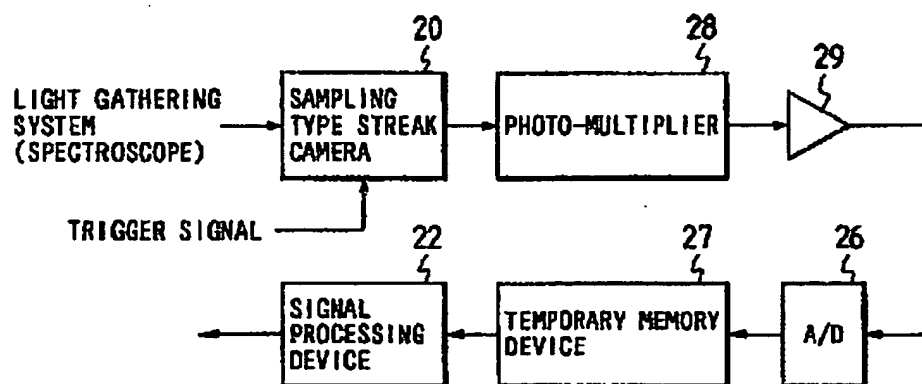 20
28
29
LIGHT GATHERING
SYSTEM
(SPECTROSCOPE)
SAMPLING
TYPE STREAK
CAMERA
PHOTO-MULTIPLIER
TRIGGER SIGNAL
22
27
26
SIGNAL
PROCESSING
DEVICE
TEMPORARY MEMORY
DEVICE
A/D